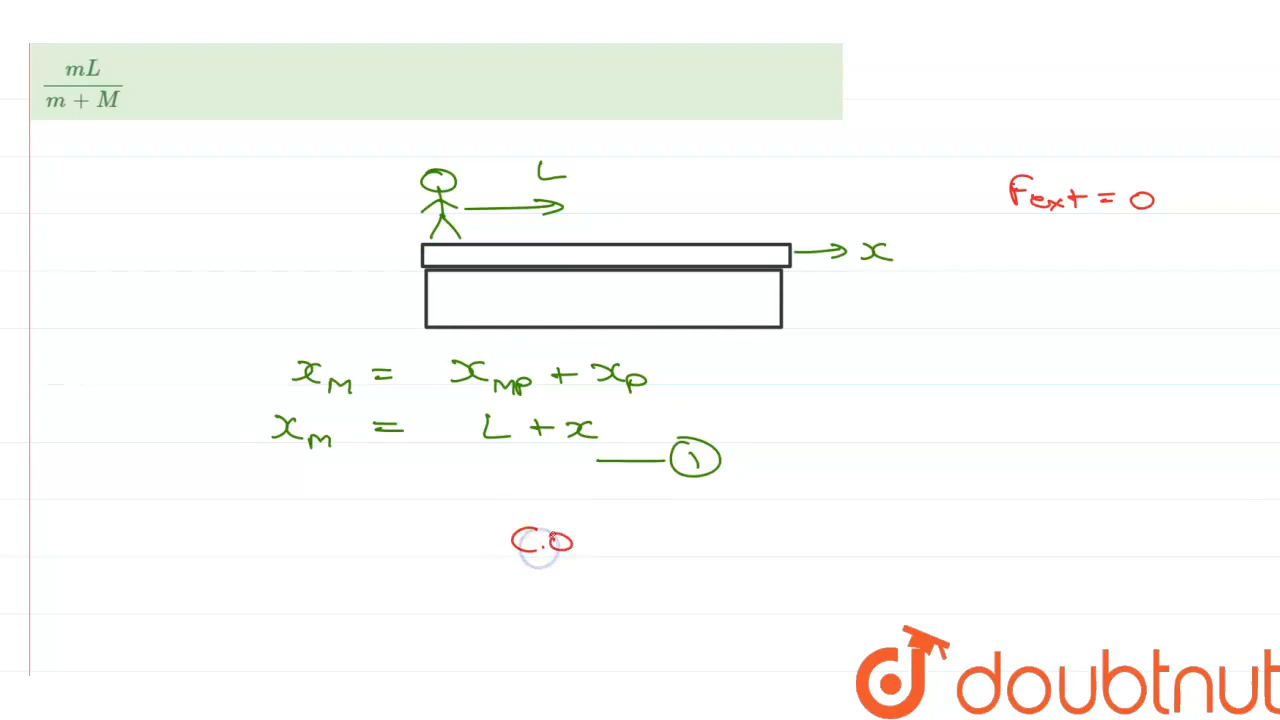 mL
m + M
L
Fext = 0
x
xM = xMP + xP
xM = L + x
1
C.O
doubtnut